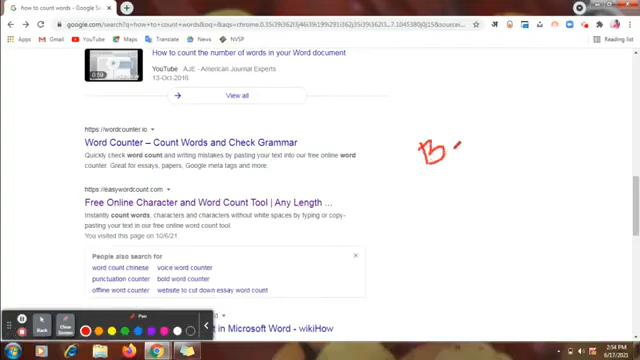 how to count words - Google Sea
google.com/search?q=how+to+count+words&oq=&aqs=chrome.0.35i39i362j46i39i199i291i362j
Apps
Gmail
YouTube
Maps
Translate
News
NVSP
Reading list
How to count the number of words in your Word document
0:59
YouTube · AJE - American Journal Experts
13-Oct-2016
View all
https://wordcounter.io
Word Counter – Count Words and Check Grammar
Quickly check word count and writing mistakes by pasting your text into our free online word
counter. Great for essays, papers, Google meta tags and more.
B
https://easywordcount.com
Free Online Character and Word Count Tool | Any Length ...
Instantly count words, characters and characters without white spaces by typing or copy-
pasting your text in our free online word count tool.
You visited this page on 10/6/21.
People also search for
word count chinese
voice word counter
punctuation counter
bold word counter
offline word counter
website to cut down essay word count
Pen
Back
Clear
Screen
t in Microsoft Word - wikiHow
2:54 PM
6/17/2021